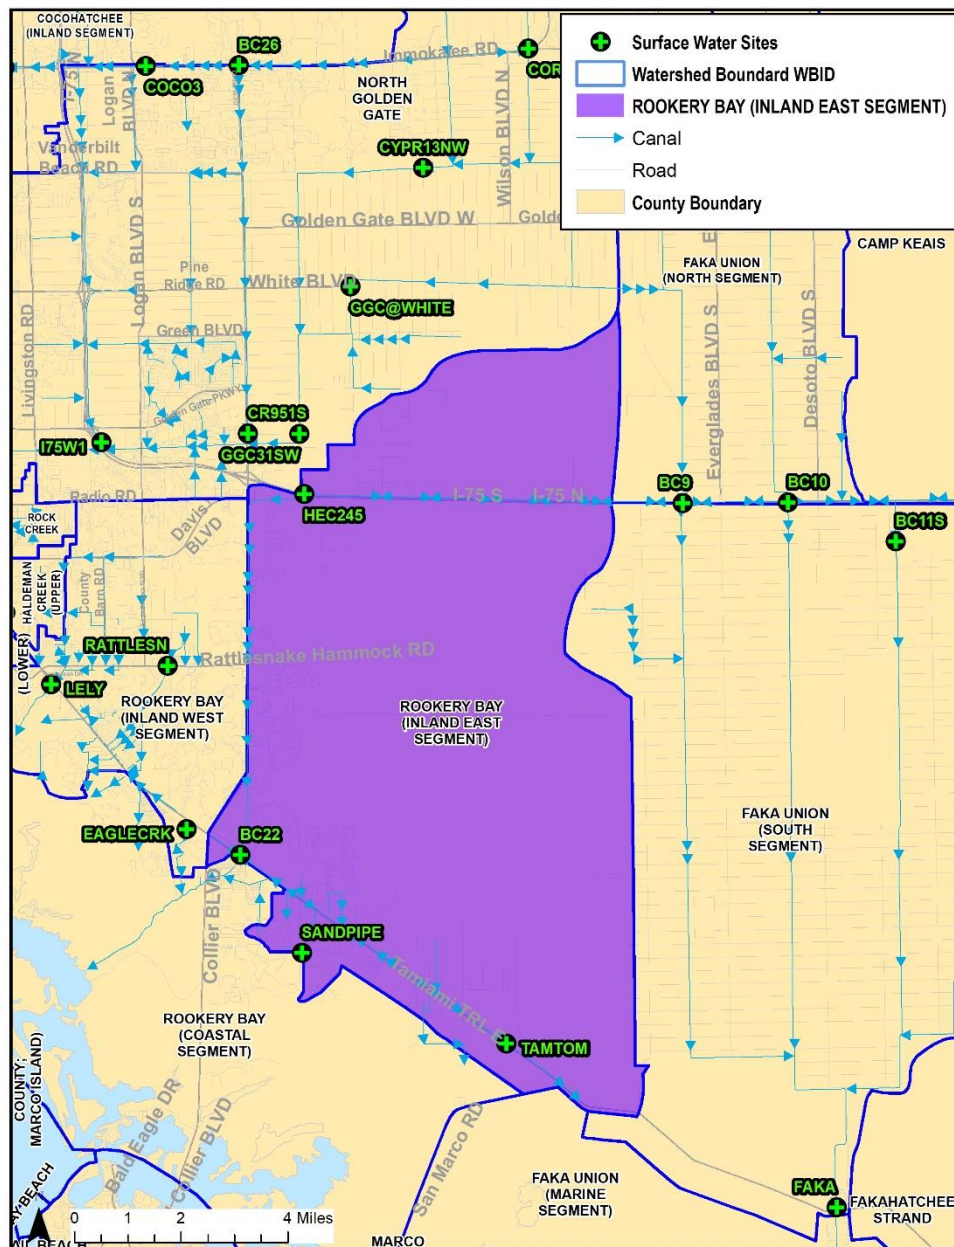 COCOHATCHEE
(INLAND SEGMENT)
BC26
Immokalee RD
COR
COCO3
I-75 N
Logan
BLVD N
NORTH
GOLDEN
GATE
Vanderbilt
Beach RD
CYPR13NW
Wilson BLVD N
Surface Water Sites
Watershed Boundard WBID
ROOKERY BAY (INLAND EAST SEGMENT)
Canal
Road
County Boundary
Golden Gate BLVD W
Golde
E
CAMP KEAIS
Logan BLVD S
Pine
Ridge RD
White BLVD
GGC@WHITE
FAKA UNION
(NORTH SEGMENT)
Livingston RD
Green BLVD
Everglades BLVD S
Desoto BLVD S
Golden Gate PKWY
CR951S
I75W1
GGC31SW
Radio RD
I-75 S
I-75 N
BC9
BC10
HEC245
Davis
BLVD
BC11S
ROCK
CREEK
HALDEMAN
CREEK
(UPPER)
County
Barn RD
(LOWER)
RATTLESN
Rattlesnake Hammock RD
LELY
ROOKERY BAY
(INLAND WEST
SEGMENT)
ROOKERY BAY
(INLAND EAST
SEGMENT)
EAGLECRK
BC22
FAKA UNION
(SOUTH
SEGMENT)
Collier BLVD
SANDPIPE
Tamiami TRL E
ROOKERY BAY
(COASTAL
SEGMENT)
TAMTOM
COUNTY;
MARCO ISLAND)
Bald Eagle DR
Collier BLVD
San Marco RD
FAKA UNION
(MARINE
SEGMENT)
FAKA
FAKAHATCHEE
STRAND
AY BEACH
0 1 2 4 Miles
MARCO